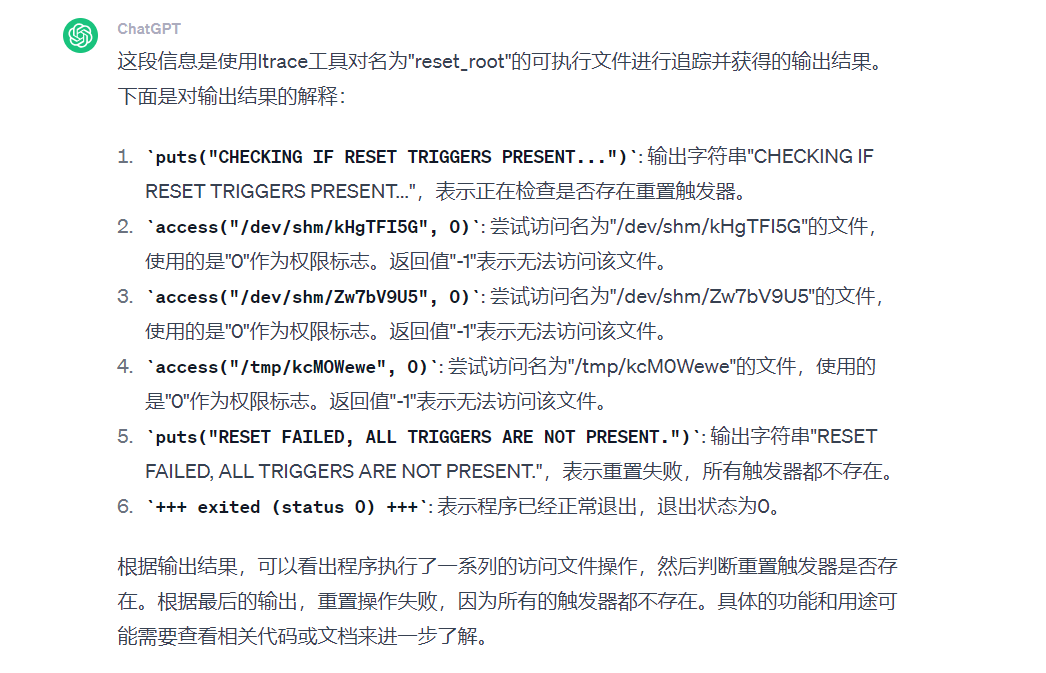 ChatGPT
这段信息是使用ltrace工具对名为"reset_root"的可执行文件进行追踪并获得的输出结果。
下面是对输出结果的解释：
1. `puts("CHECKING IF RESET TRIGGERS PRESENT...")`: 输出字符串"CHECKING IF
RESET TRIGGERS PRESENT..."，表示正在检查是否存在重置触发器。
2. `access("/dev/shm/kHgTFI5G", 0)`: 尝试访问名为"/dev/shm/kHgTFI5G"的文件，
使用的是"0"作为权限标志。返回值"-1"表示无法访问该文件。
3. `access("/dev/shm/Zw7bV9U5", 0)`: 尝试访问名为"/dev/shm/Zw7bV9U5"的文件，
使用的是"0"作为权限标志。返回值"-1"表示无法访问该文件。
4. `access("/tmp/kcM0Wewe", 0)`: 尝试访问名为"/tmp/kcM0Wewe"的文件，使用的
是"0"作为权限标志。返回值"-1"表示无法访问该文件。
5. `puts("RESET FAILED, ALL TRIGGERS ARE NOT PRESENT.")`: 输出字符串"RESET
FAILED, ALL TRIGGERS ARE NOT PRESENT."，表示重置失败，所有触发器都不存在。
6. `+++ exited (status 0) +++`: 表示程序已经正常退出，退出状态为0。
根据输出结果，可以看出程序执行了一系列的访问文件操作，然后判断重置触发器是否存
在。根据最后的输出，重置操作失败，因为所有的触发器都不存在。具体的功能和用途可
能需要查看相关代码或文档来进一步了解。